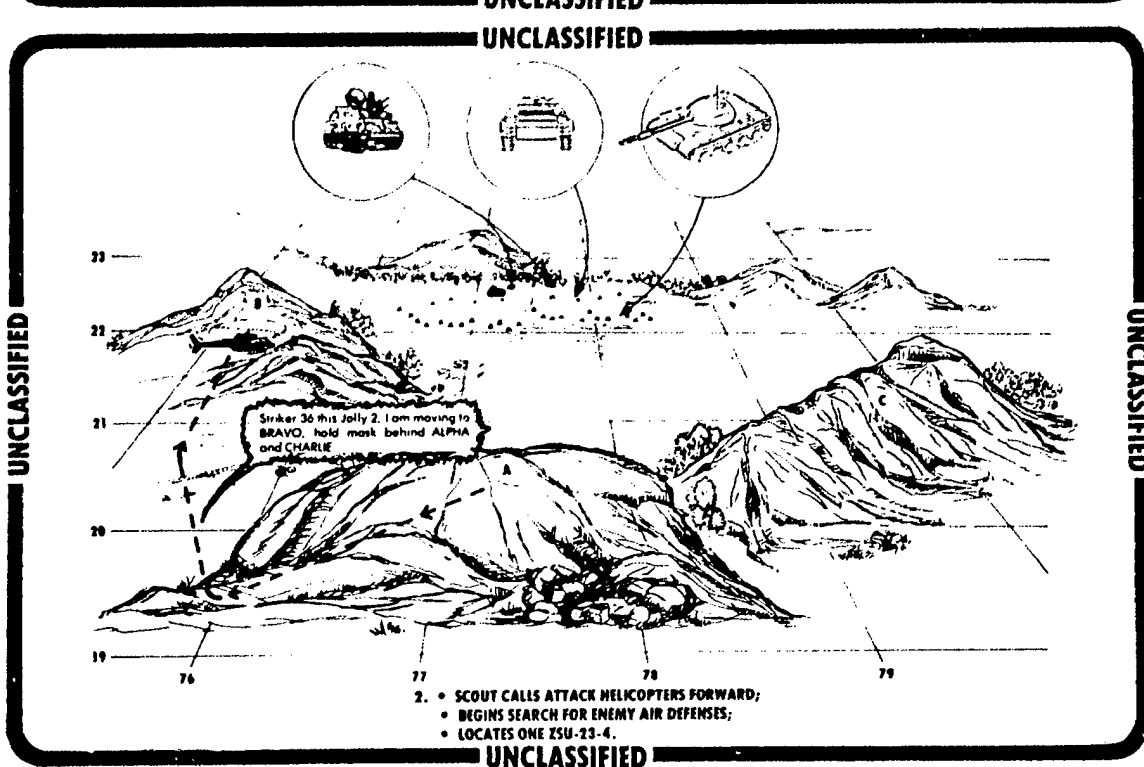 UNCLASSIFIED
UNCLASSIFIED
23
22
21
20
19
B
Striker 36 this Jolly 2. I am moving to
BRAVO, hold mask behind ALPHA
and CHARLIE
A
C
76
77
78
79
2. • SCOUT CALLS ATTACK HELICOPTERS FORWARD;
• BEGINS SEARCH FOR ENEMY AIR DEFENSES;
• LOCATES ONE ZSU-23-4.
UNCLASSIFIED
UNCLASSIFIED
UNCLASSIFIED